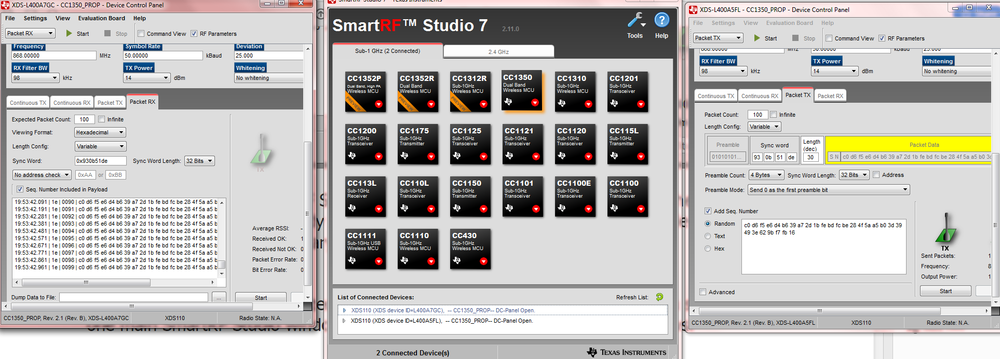 XDS-L400A7GC - CC1350_PROP - Device Control Panel
File Settings View Evaluation Board Help
Packet RX Start Stop Command View RF Parameters
Frequency Symbol Rate Deviation
868.00000 MHz 50.00000 kBaud 25.000
RX Filter BW TX Power Whitening
98 kHz 14 dBm No whitening
Continuous TX Continuous RX Packet TX Packet RX
Expected Packet Count: 100 Infinite
Viewing Format: Hexadecimal
Length Config: Variable
Sync Word: 0x930b51de Sync Word Length: 32 Bits
No address check 0xAA or 0xBB
Seq. Number Included in Payload
19:53:42.091 | 1e | 0090 | c0 d6 f5 e6 d4 b6 39 a7 2d 1b fe bd fc be 28 4f 5a a5 b
19:53:42.191 | 1e | 0091 | c0 d6 f5 e6 d4 b6 39 a7 2d 1b fe bd fc be 28 4f 5a a5 b
19:53:42.281 | 1e | 0092 | c0 d6 f5 e6 d4 b6 39 a7 2d 1b fe bd fc be 28 4f 5a a5 b
19:53:42.381 | 1e | 0093 | c0 d6 f5 e6 d4 b6 39 a7 2d 1b fe bd fc be 28 4f 5a a5 b
19:53:42.481 | 1e | 0094 | c0 d6 f5 e6 d4 b6 39 a7 2d 1b fe bd fc be 28 4f 5a a5 b
19:53:42.571 | 1e | 0095 | c0 d6 f5 e6 d4 b6 39 a7 2d 1b fe bd fc be 28 4f 5a a5 b
19:53:42.671 | 1e | 0096 | c0 d6 f5 e6 d4 b6 39 a7 2d 1b fe bd fc be 28 4f 5a a5 b
19:53:42.771 | 1e | 0097 | c0 d6 f5 e6 d4 b6 39 a7 2d 1b fe bd fc be 28 4f 5a a5 b
19:53:42.861 | 1e | 0098 | c0 d6 f5 e6 d4 b6 39 a7 2d 1b fe bd fc be 28 4f 5a a5 b
19:53:42.961 | 1e | 0099 | c0 d6 f5 e6 d4 b6 39 a7 2d 1b fe bd fc be 28 4f 5a a5 b
Dump Data to File: ...
TX
Average RSSI: -
Received OK: 1
Received Not OK: 0
Packet Error Rate: 0
Bit Error Rate: 0
Start
CC1350_PROP, Rev. 2.1 (Rev. B), XDS-L400A7GC XDS110 Radio State: N.A.
SmartRF Studio 7 - Texas Instruments
SmartRF™ Studio 7 2.11.0
Tools Help
Sub-1 GHz (2 Connected) 2.4 GHz
CC1352P Dual Band, High PA Wireless MCU PREVIEW
CC1352R Dual Band Wireless MCU PREVIEW
CC1312R Sub-1GHz Wireless MCU PREVIEW
CC1350 Dual Band Wireless MCU
CC1310 Sub-1GHz Wireless MCU
CC1201 Sub-1GHz Transceiver
CC1200 Sub-1GHz Transceiver
CC1175 Sub-1GHz Transmitter
CC1125 Sub-1GHz Transceiver
CC1121 Sub-1GHz Transceiver
CC1120 Sub-1GHz Transceiver
CC115L Sub-1GHz Transmitter
CC113L Sub-1GHz Receiver
CC110L Sub-1GHz Transceiver
CC1150 Sub-1GHz Transmitter
CC1101 Sub-1GHz Transceiver
CC1100E Sub-1GHz Transceiver
CC1100 Sub-1GHz Transceiver
CC1111 Sub-1GHz USB Wireless MCU
CC1110 Sub-1GHz Wireless MCU
CC430 Sub-1GHz Wireless MCU
List of Connected Devices: Refresh List:
XDS110 (XDS device ID=L400A7GC), -- CC1350_PROP-- DC-Panel Open.
XDS110 (XDS device ID=L400A5FL), -- CC1350_PROP-- DC-Panel Open.
2 Connected Device(s) TEXAS INSTRUMENTS
XDS-L400A5FL - CC1350_PROP - Device Control Panel
File Settings View Evaluation Board Help
Packet TX Start Stop Command View RF Parameters
868.00000 MHz 50.00000 kBaud 25.000
RX Filter BW TX Power Whitening
98 kHz 14 dBm No whitening
Continuous TX Continuous RX Packet TX Packet RX
Packet Count: 100 Infinite
Length Config: Variable
Preamble Sync word Length (dec) Packet Data
01010101... 93 0b 51 de 30 S N c0 d6 f5 e6 d4 b6 39 a7 2d 1b fe bd fc be 28 4f 5a a5 b0 3d
Preamble Count: 4 Bytes Sync Word Length: 32 Bits Address
Preamble Mode: Send 0 as the first preamble bit
Add Seq. Number
Random
Text
Hex
c0 d6 f5 e6 d4 b6 39 a7 2d 1b fe bd fc be 28 4f 5a a5 b0 3d 39
49 3e 62 9b f7 fb 16
TX
Sent Packets: 1
Frequency: 8
Output Power: 1
Advanced
Start
CC1350_PROP, Rev. 2.1 (Rev. B), XDS-L400A5FL XDS110 Radio State: N.A.
one main SmartRF Studio windo